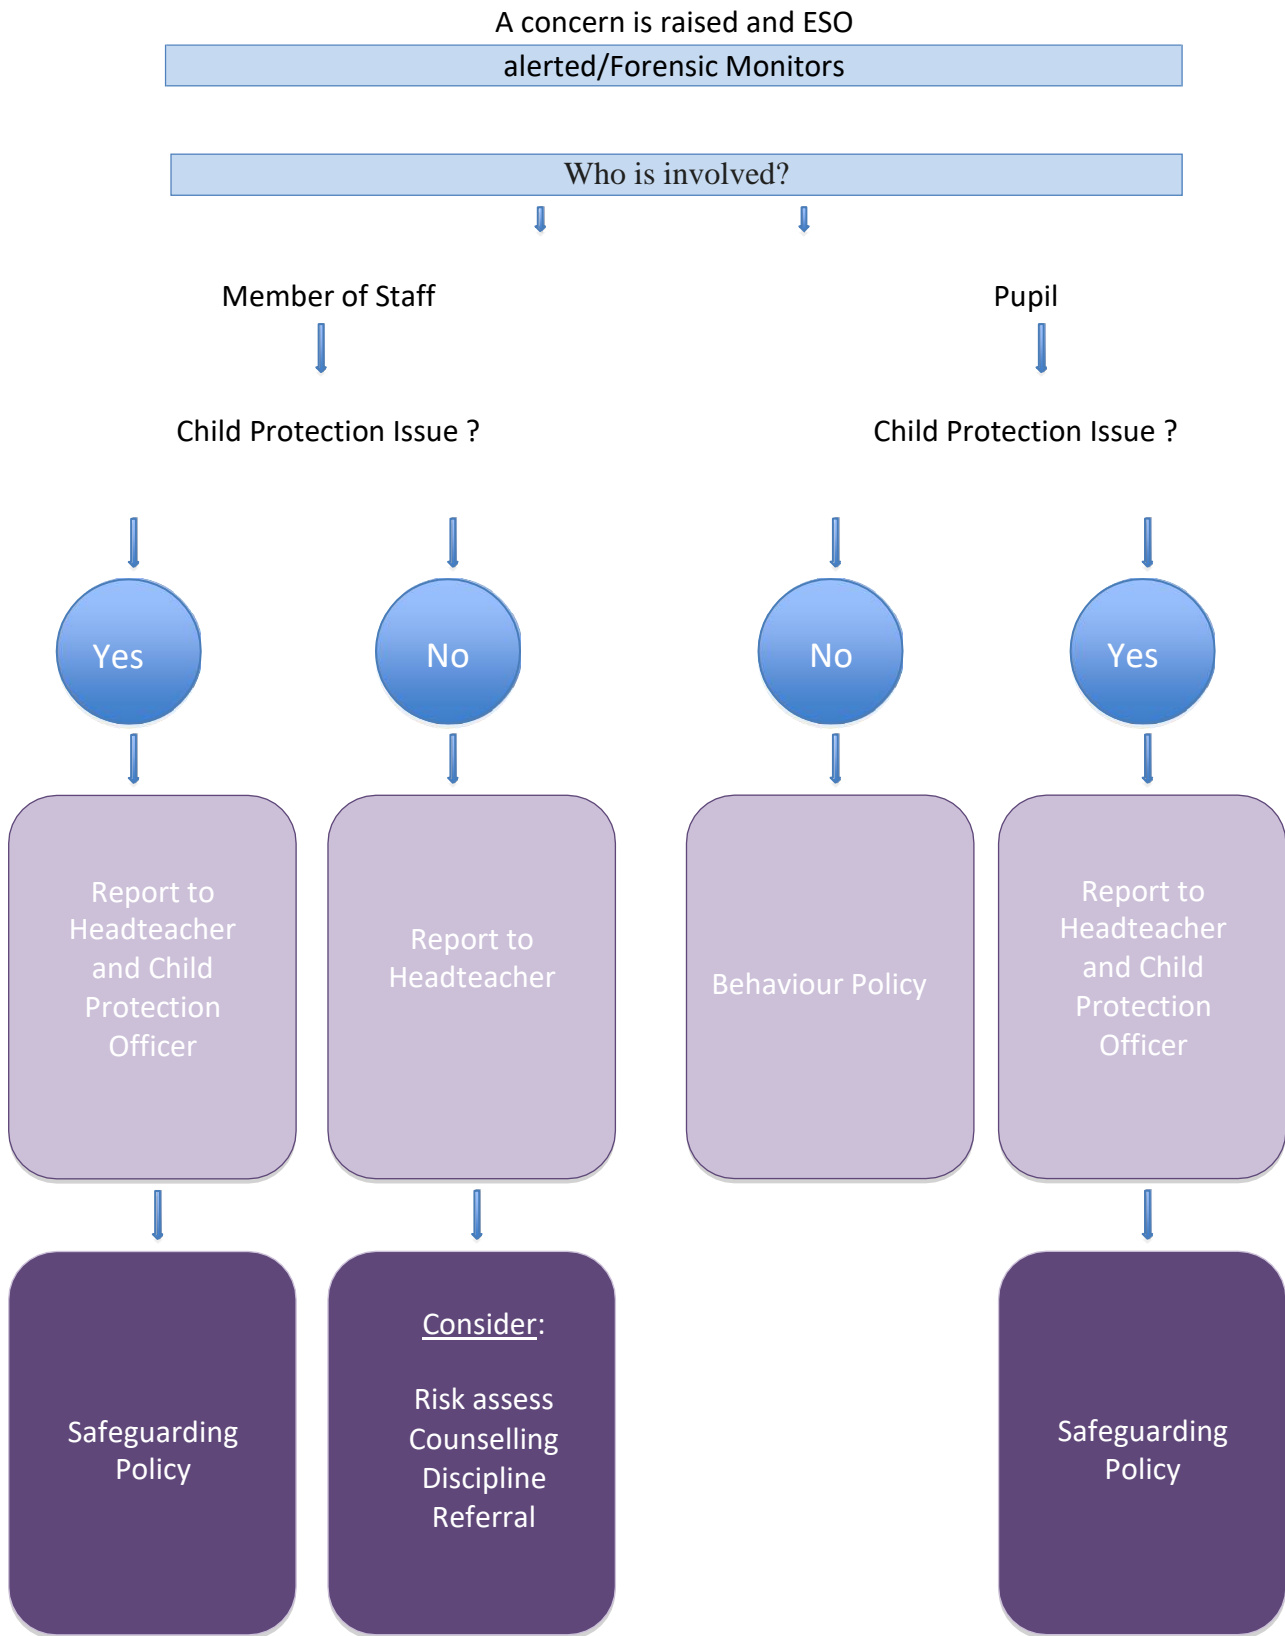 A concern is raised and ESO
alerted/Forensic Monitors
Who is involved?
Member of Staff
Pupil
Child Protection Issue ?
Child Protection Issue ?
Yes
No
No
Yes
Report to
Headteacher
and Child
Protection
Officer
Report to
Headteacher
Behaviour Policy
Report to
Headteacher
and Child
Protection
Officer
Safeguarding
Policy
Consider:
Risk assess
Counselling
Discipline
Referral
Safeguarding
Policy